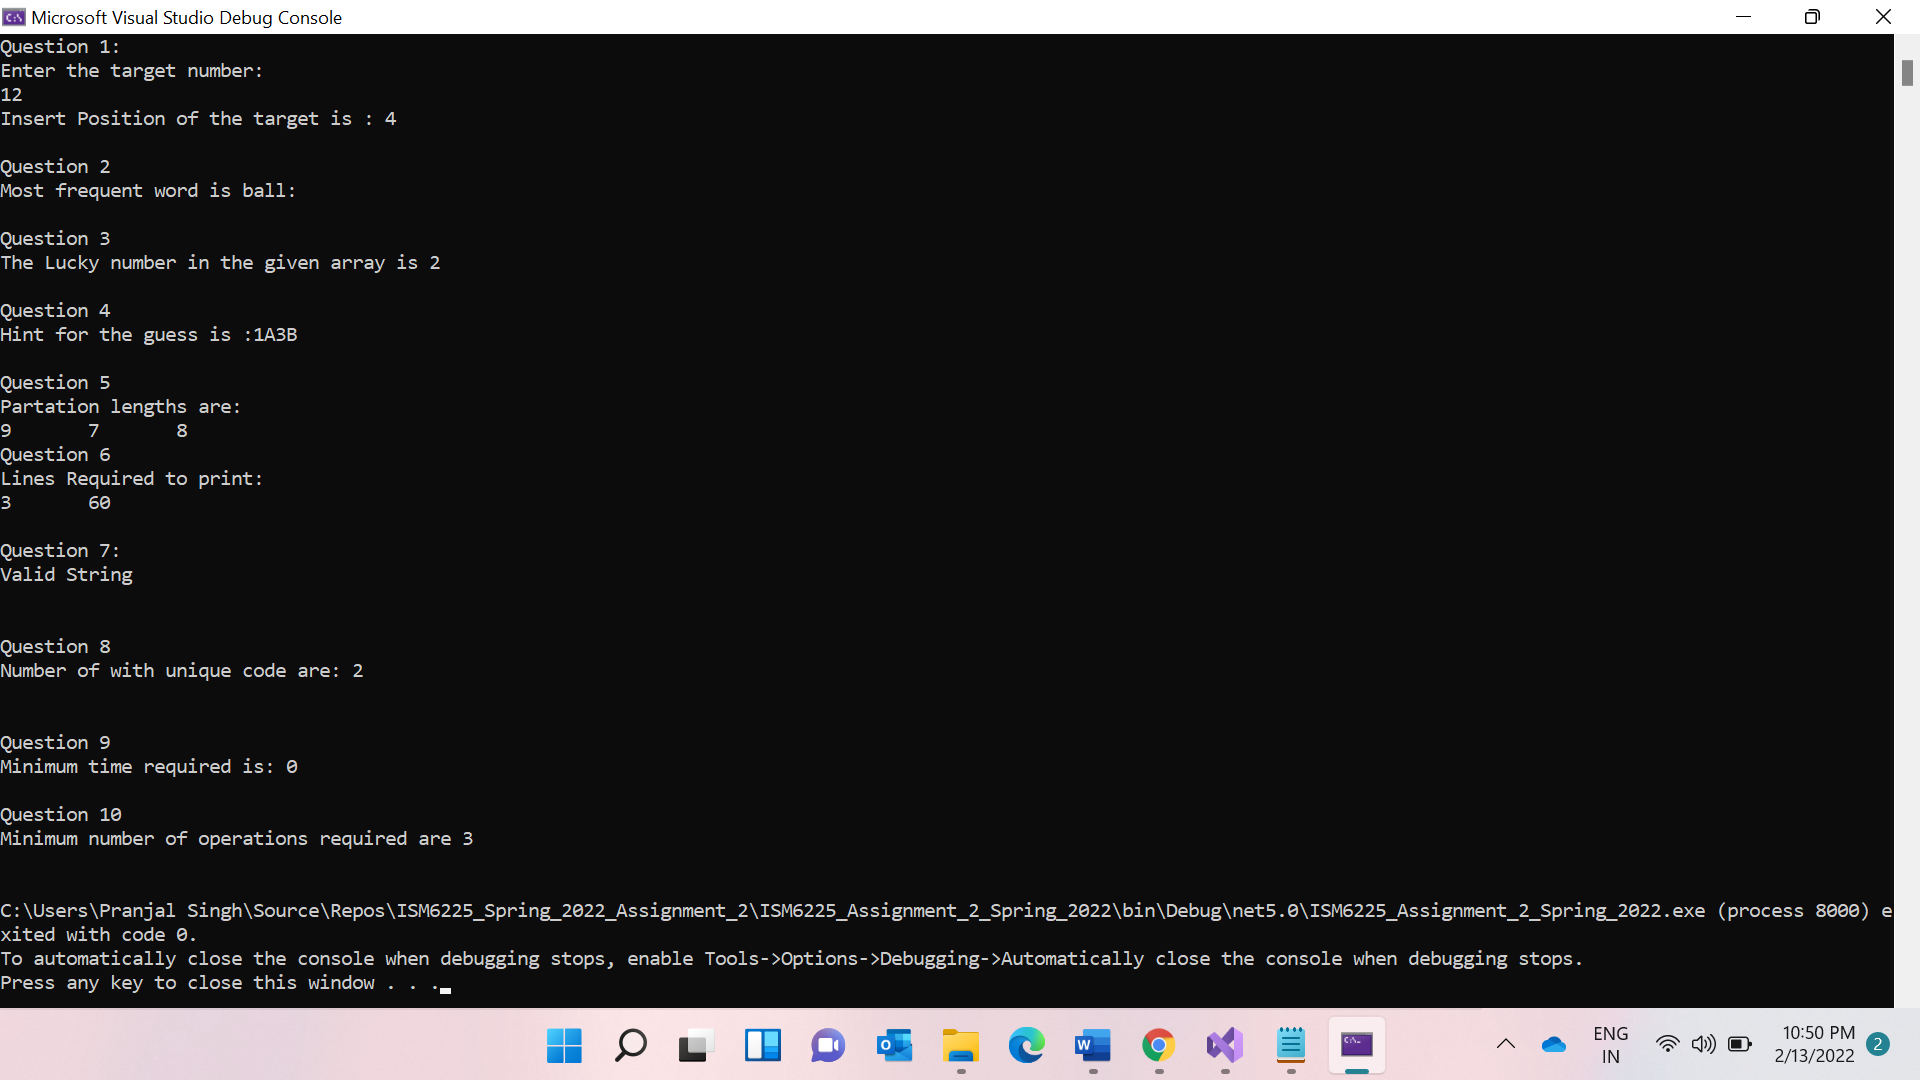 Microsoft Visual Studio Debug Console
Question 1:
Enter the target number:
12
Insert Position of the target is : 4
Question 2
Most frequent word is ball:
Question 3
The Lucky number in the given array is 2
Question 4
Hint for the guess is :1A3B
Question 5
Partation lengths are:
9 7 8
Question 6
Lines Required to print:
3 60
Question 7:
Valid String
Question 8
Number of with unique code are: 2
Question 9
Minimum time required is: 0
Question 10
Minimum number of operations required are 3
C:\Users\Pranjal Singh\Source\Repos\ISM6225_Spring_2022_Assignment_2\ISM6225_Assignment_2_Spring_2022\bin\Debug\net5.0\ISM6225_Assignment_2_Spring_2022.exe (process 8000) e
xited with code 0.
To automatically close the console when debugging stops, enable Tools->Options->Debugging->Automatically close the console when debugging stops.
Press any key to close this window . . .
ENG
IN
10:50 PM
2/13/2022
2